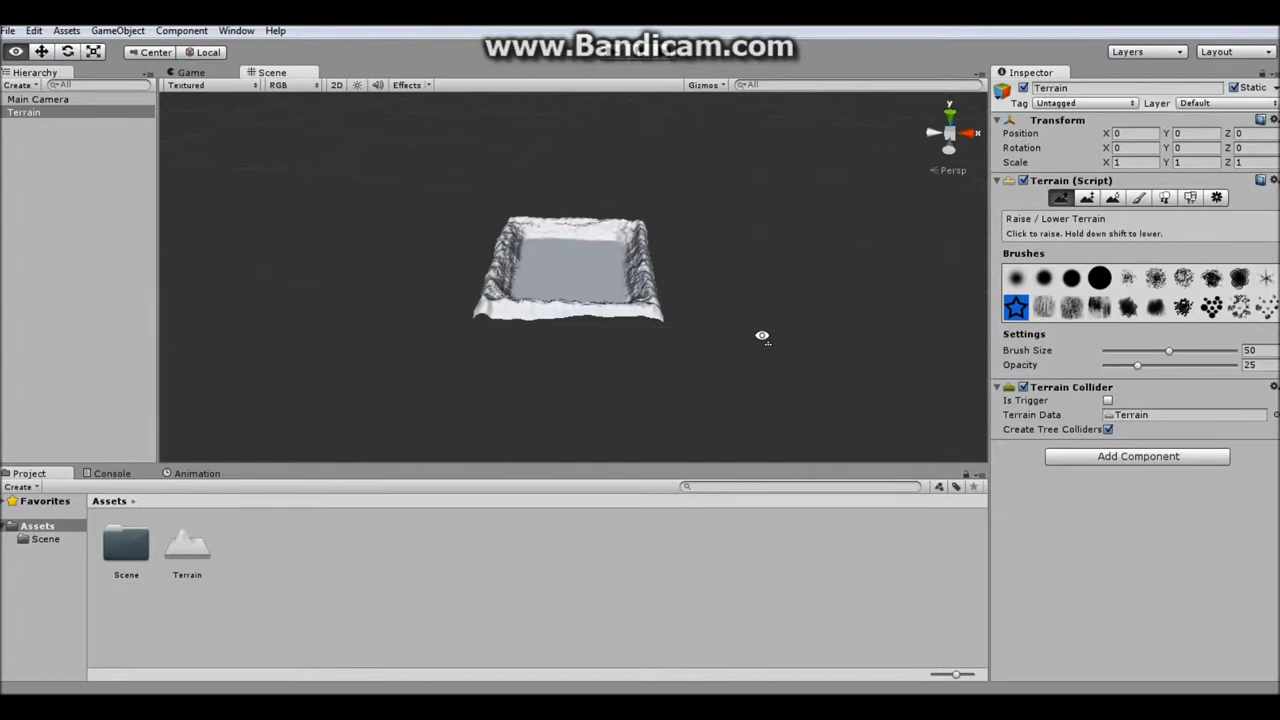 www.Bandicam.com
File Edit Assets GameObject Component Window Help
Center Local
Layers Layout
Hierarchy
Create All
Main Camera
Terrain
Game Scene
Textured RGB 2D Effects Gizmos All
y
x
Persp
Inspector
Terrain Static
Tag Untagged Layer Default
Transform
Position X 0 Y 0 Z 0
Rotation X 0 Y 0 Z 0
Scale X 1 Y 1 Z 1
Terrain (Script)
Raise / Lower Terrain
Click to raise. Hold down shift to lower.
Brushes
Settings
Brush Size 50
Opacity 25
Terrain Collider
Is Trigger
Terrain Data Terrain
Create Tree Colliders
Add Component
Project Console Animation
Create
Favorites
Assets
Scene
Assets
Scene Terrain